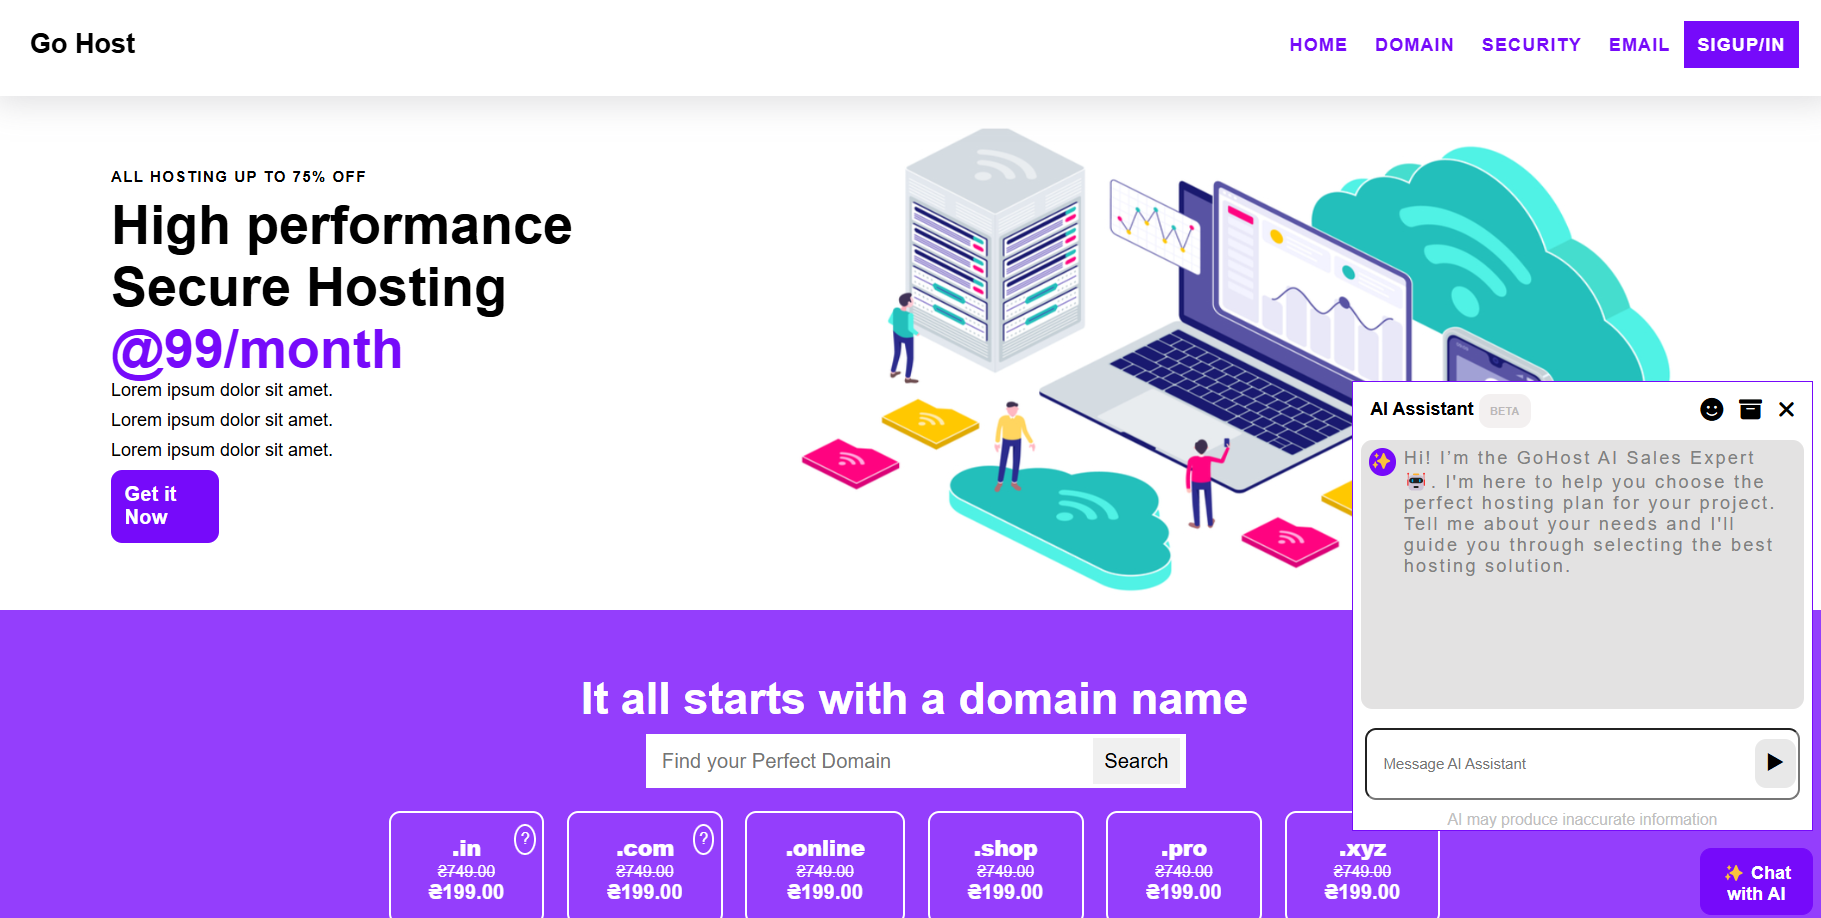 Go Host
HOME
DOMAIN
SECURITY
EMAIL
SIGUP/IN
ALL HOSTING UP TO 75% OFF
High performance
Secure Hosting
@99/month
Lorem ipsum dolor sit amet.
Lorem ipsum dolor sit amet.
Lorem ipsum dolor sit amet.
Get it
Now
AI Assistant
BETA
Hi! I'm the GoHost AI Sales Expert
🤖. I'm here to help you choose the
perfect hosting plan for your project.
Tell me about your needs and I'll
guide you through selecting the best
hosting solution.
Message AI Assistant
AI may produce inaccurate information
✨ Chat
with AI
It all starts with a domain name
Find your Perfect Domain
Search
.in
?
₴749.00
₴199.00
.com
?
₴749.00
₴199.00
.online
₴749.00
₴199.00
.shop
₴749.00
₴199.00
.pro
₴749.00
₴199.00
.xyz
₴749.00
₴199.00